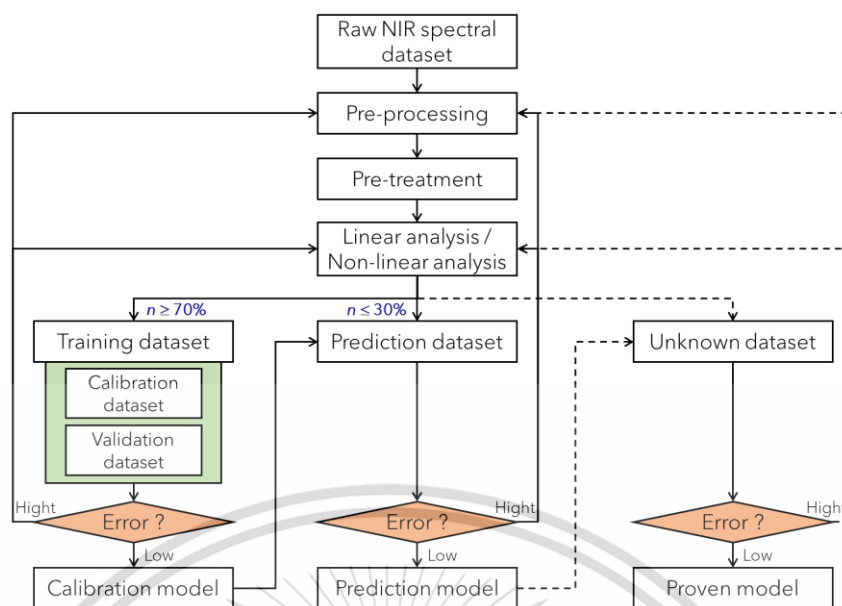 Raw NIR spectral
dataset
Pre-processing
Pre-treatment
Linear analysis /
Non-linear analysis
n ≥ 70%
n ≤ 30%
Training dataset
Prediction dataset
Unknown dataset
Calibration
dataset
Validation
dataset
Hight
Error ?
Hight
Error ?
Hight
Error ?
Low
Low
Low
Calibration model
Prediction model
Proven model